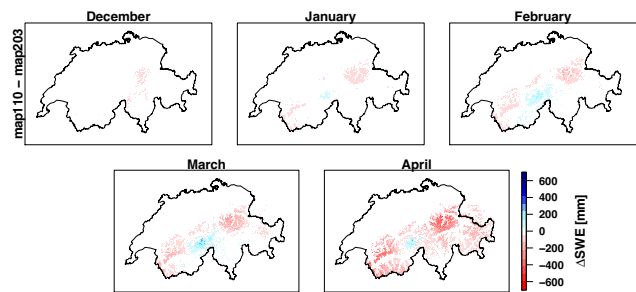 December
January
February
map110 − map203
March
April
600
400
200
0
−200
−400
−600
ΔSWE [mm]